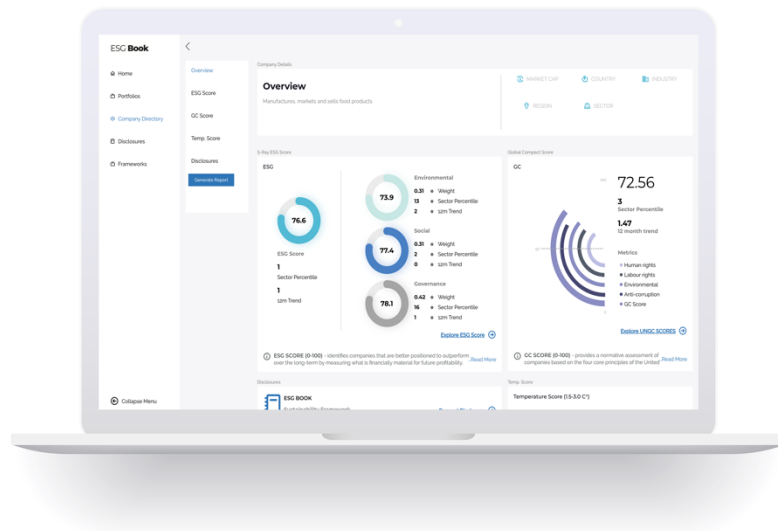 ESG Book
Home
Portfolios
Company Directory
Disclosures
Frameworks
Collapse Menu
Overview
ESG Score
GC Score
Temp. Score
Disclosures
Generate Report
Company Details
Overview
Manufactures, markets and sells food products
MARKET CAP
COUNTRY
INDUSTRY
REGION
SECTOR
S-Ray ESG Score
ESG
76.6
ESG Score
1
Sector Percentile
1
12m Trend
73.9
Environmental
0.31 Weight
13 Sector Percentile
2 12m Trend
77.4
Social
0.31 Weight
2 Sector Percentile
0 12m Trend
78.1
Governance
0.42 Weight
16 Sector Percentile
1 12m Trend
Explore ESG Score
ESG SCORE (0-100) - identifies companies that are better positioned to outperform
over the long-term by measuring what is financially material for future profitability. ..Read More
Global Compact Score
GC
72.56
3
Sector Percentile
1.47
12 month trend
Metrics
Human rights
Labour rights
Environmental
Anti-corruption
GC Score
Explore UNGC SCORES
GC SCORE (0-100) - provides a normative assessment of
companies based on the four core principles of the United ..Read More
Disclosures
ESG BOOK
Temp. Score
Temperature Score (1.5-3.0 C°)